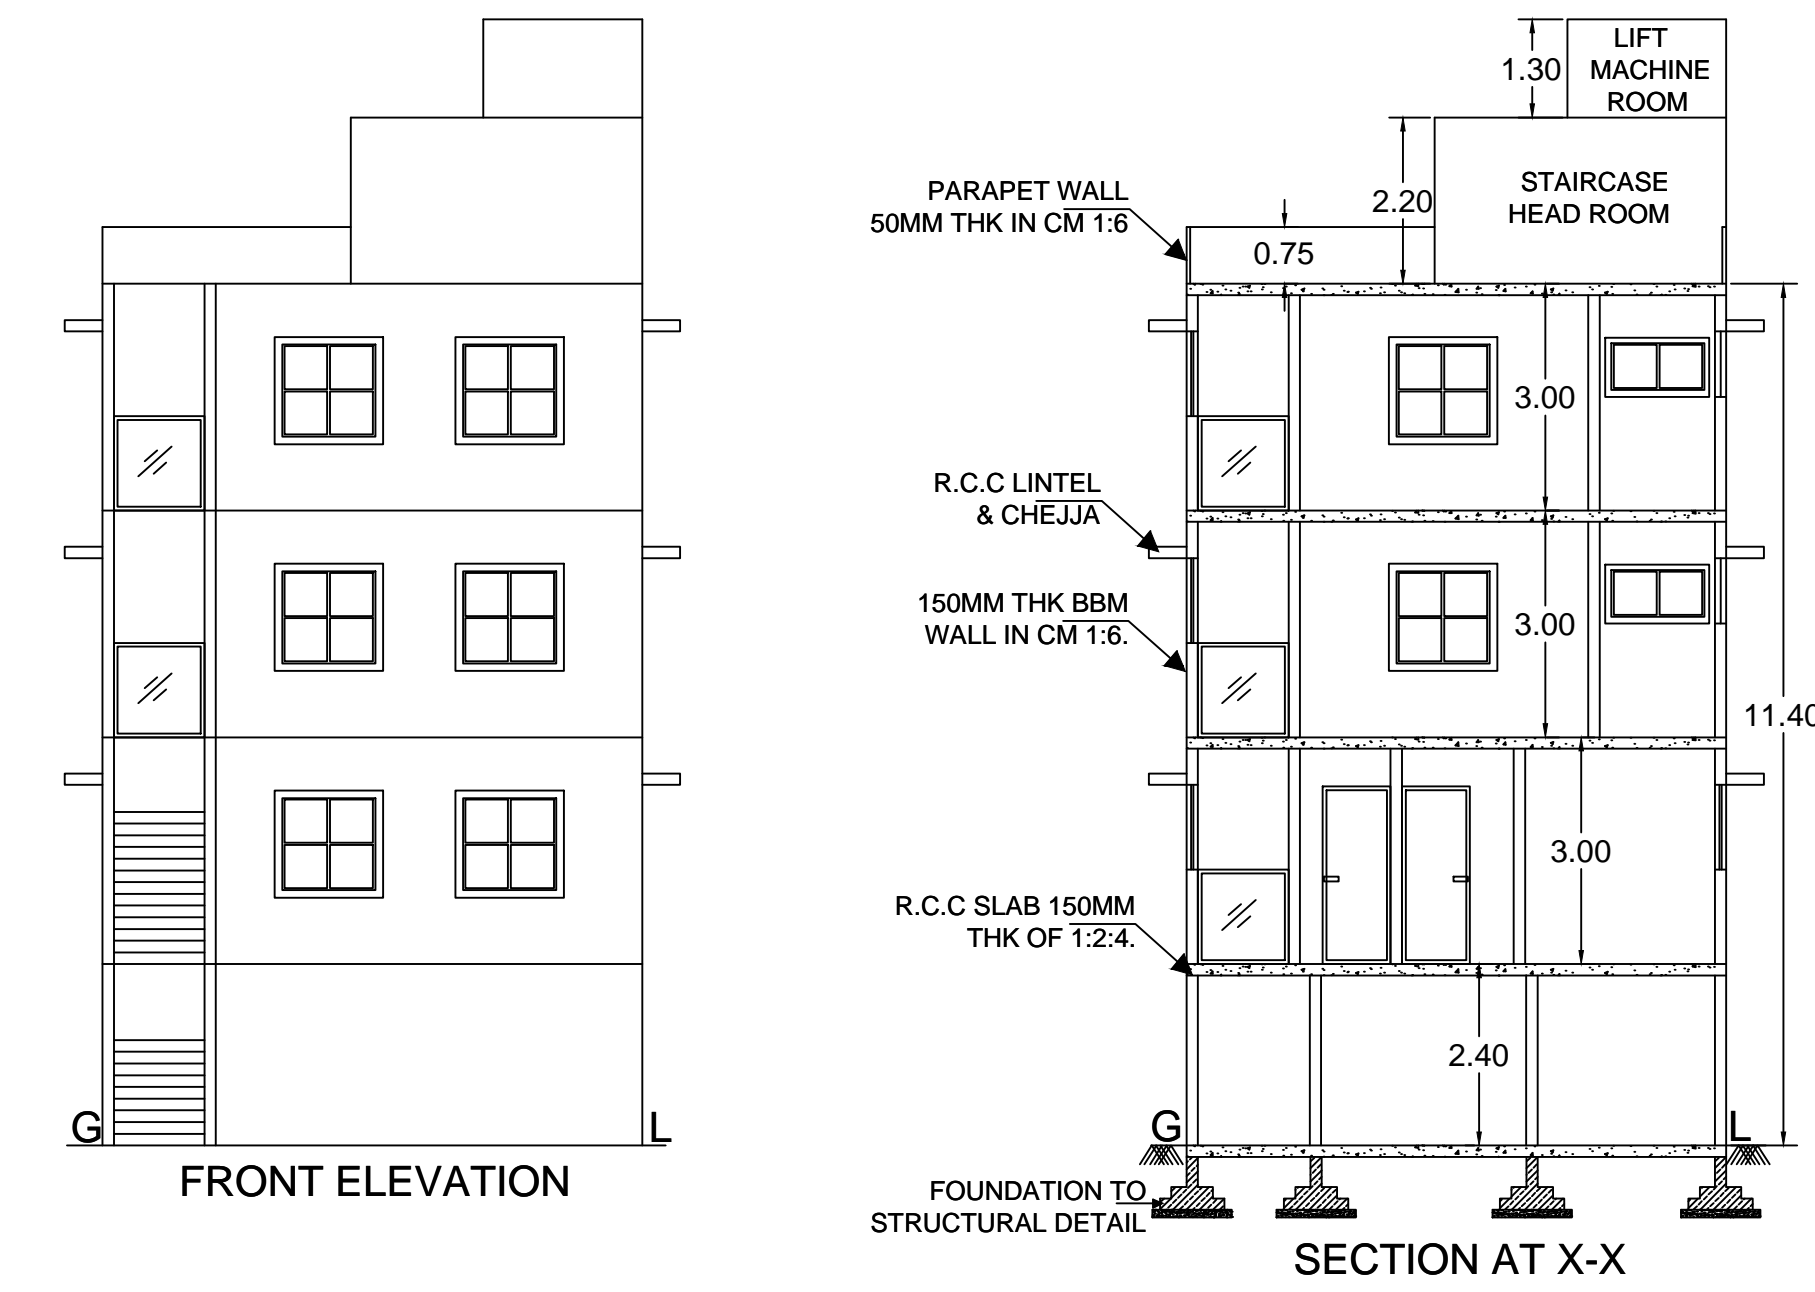 G L
FRONT ELEVATION
LIFT
MACHINE
ROOM
1.30
STAIRCASE
HEAD ROOM
2.20
PARAPET WALL
50MM THK IN CM 1:6
0.75
3.00
R.C.C LINTEL
& CHEJJA
150MM THK BBM
WALL IN CM 1:6.
3.00
11.40
3.00
R.C.C SLAB 150MM
THK OF 1:2:4.
2.40
G L
FOUNDATION TO
STRUCTURAL DETAIL
SECTION AT X-X